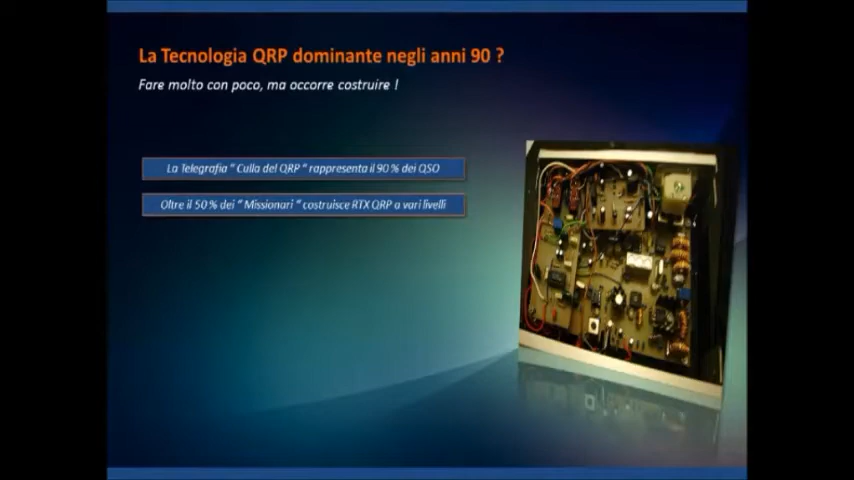 La Tecnologia QRP dominante negli anni 90 ?
Fare molto con poco, ma occorre costruire !
La Telegrafia “ Culla del QRP “ rappresenta il 90 % dei QSO
Oltre il 50 % dei “ Missionari “ costruisce RTX QRP a vari livelli